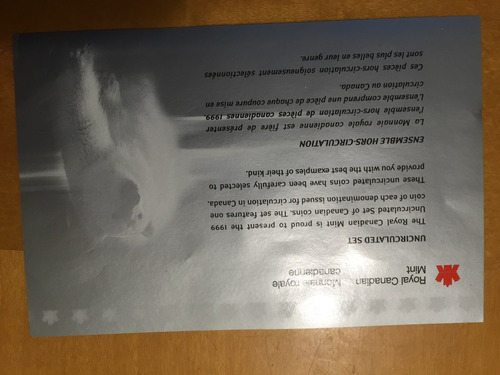 Royal Canadian Mint
Monnaie royale canadienne
UNCIRCULATED SET
The Royal Canadian Mint is proud to present the 1999
Uncirculated Set of Canadian coins. The set features one
coin of each denomination issued for circulation in Canada.
These uncirculated coins have been carefully selected to
provide you with the best examples of their kind.
ENSEMBLE HORS-CIRCULATION
La Monnaie royale canadienne est fière de présenter
l'ensemble hors-circulation de pièces canadiennes 1999.
L'ensemble comprend une pièce de chaque coupure mise en
circulation au Canada.
Ces pièces hors-circulation soigneusement sélectionnées
sont les plus belles en leur genre.